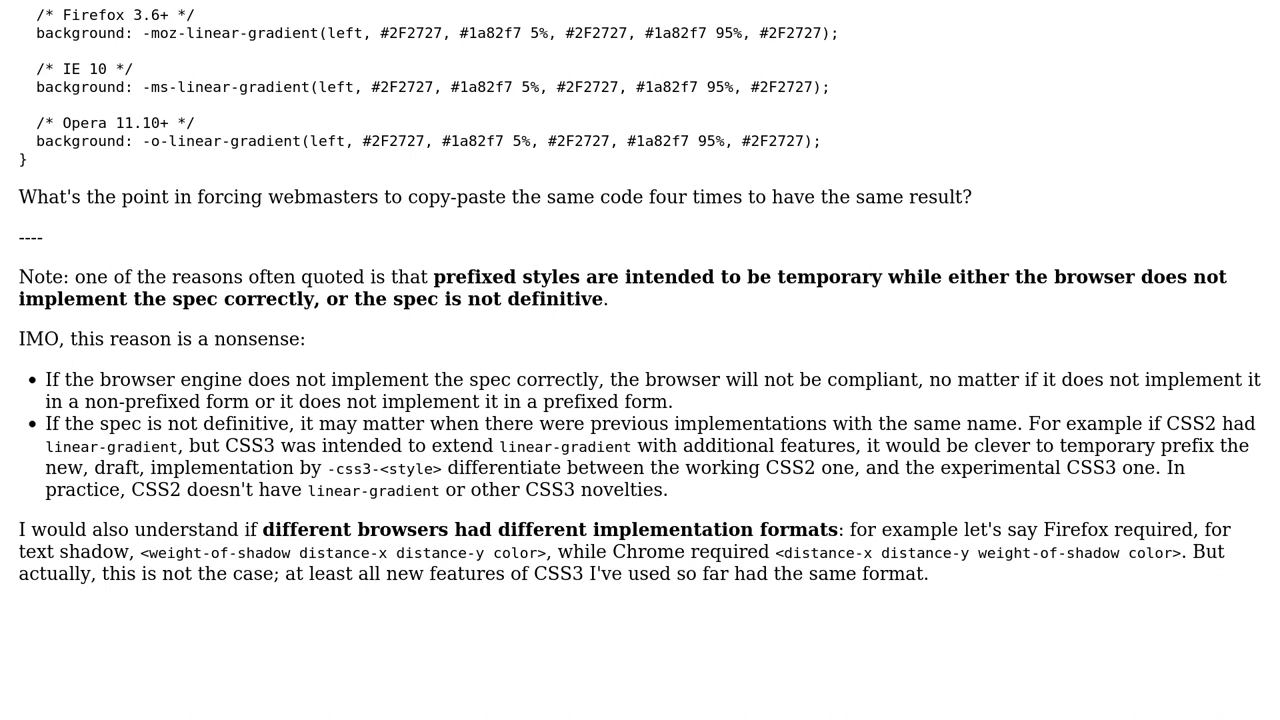 /* Firefox 3.6+ */
background: -moz-linear-gradient(left, #2F2727, #1a82f7 5%, #2F2727, #1a82f7 95%, #2F2727);
/* IE 10 */
background: -ms-linear-gradient(left, #2F2727, #1a82f7 5%, #2F2727, #1a82f7 95%, #2F2727);
/* Opera 11.10+ */
background: -o-linear-gradient(left, #2F2727, #1a82f7 5%, #2F2727, #1a82f7 95%, #2F2727);
}
What's the point in forcing webmasters to copy-paste the same code four times to have the same result?
----
Note: one of the reasons often quoted is that prefixed styles are intended to be temporary while either the browser does not
implement the spec correctly, or the spec is not definitive.
IMO, this reason is a nonsense:
• If the browser engine does not implement the spec correctly, the browser will not be compliant, no matter if it does not implement it
in a non-prefixed form or it does not implement it in a prefixed form.
• If the spec is not definitive, it may matter when there were previous implementations with the same name. For example if CSS2 had
linear-gradient, but CSS3 was intended to extend linear-gradient with additional features, it would be clever to temporary prefix the
new, draft, implementation by -css3-<style> differentiate between the working CSS2 one, and the experimental CSS3 one. In
practice, CSS2 doesn't have linear-gradient or other CSS3 novelties.
I would also understand if different browsers had different implementation formats: for example let's say Firefox required, for
text shadow, <weight-of-shadow distance-x distance-y color>, while Chrome required <distance-x distance-y weight-of-shadow color>. But
actually, this is not the case; at least all new features of CSS3 I've used so far had the same format.